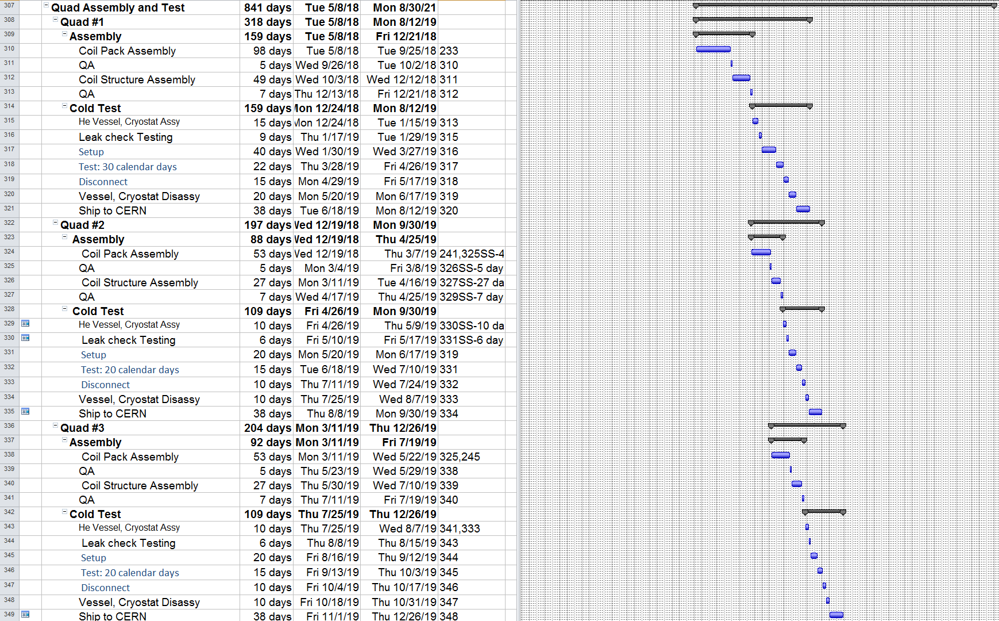 307 Quad Assembly and Test 841 days Tue 5/8/18 Mon 8/30/21
308 Quad #1 318 days Tue 5/8/18 Mon 8/12/19
309 Assembly 159 days Tue 5/8/18 Fri 12/21/18
310 Coil Pack Assembly 98 days Tue 5/8/18 Tue 9/25/18 233
311 QA 5 days Wed 9/26/18 Tue 10/2/18 310
312 Coil Structure Assembly 49 days Wed 10/3/18 Wed 12/12/18 311
313 QA 7 days Thu 12/13/18 Fri 12/21/18 312
314 Cold Test 159 days Mon 12/24/18 Mon 8/12/19
315 He Vessel, Cryostat Assy 15 days Mon 12/24/18 Tue 1/15/19 313
316 Leak check Testing 9 days Thu 1/17/19 Tue 1/29/19 315
317 Setup 40 days Wed 1/30/19 Wed 3/27/19 316
318 Test: 30 calendar days 22 days Thu 3/28/19 Fri 4/26/19 317
319 Disconnect 15 days Mon 4/29/19 Fri 5/17/19 318
320 Vessel, Cryostat Disassy 20 days Mon 5/20/19 Mon 6/17/19 319
321 Ship to CERN 38 days Tue 6/18/19 Mon 8/12/19 320
322 Quad #2 197 days Wed 12/19/18 Mon 9/30/19
323 Assembly 88 days Wed 12/19/18 Thu 4/25/19
324 Coil Pack Assembly 53 days Wed 12/19/18 Thu 3/7/19 241,325SS-4
325 QA 5 days Mon 3/4/19 Fri 3/8/19 326SS-5 day
326 Coil Structure Assembly 27 days Mon 3/11/19 Tue 4/16/19 327SS-27 da
327 QA 7 days Wed 4/17/19 Thu 4/25/19 329SS-7 day
328 Cold Test 109 days Fri 4/26/19 Mon 9/30/19
329 He Vessel, Cryostat Assy 10 days Fri 4/26/19 Thu 5/9/19 330SS-10 da
330 Leak check Testing 6 days Fri 5/10/19 Fri 5/17/19 331SS-6 day
331 Setup 20 days Mon 5/20/19 Mon 6/17/19 319
332 Test: 20 calendar days 15 days Tue 6/18/19 Wed 7/10/19 331
333 Disconnect 10 days Thu 7/11/19 Wed 7/24/19 332
334 Vessel, Cryostat Disassy 10 days Thu 7/25/19 Wed 8/7/19 333
335 Ship to CERN 38 days Thu 8/8/19 Mon 9/30/19 334
336 Quad #3 204 days Mon 3/11/19 Thu 12/26/19
337 Assembly 92 days Mon 3/11/19 Fri 7/19/19
338 Coil Pack Assembly 53 days Mon 3/11/19 Wed 5/22/19 325,245
339 QA 5 days Thu 5/23/19 Wed 5/29/19 338
340 Coil Structure Assembly 27 days Thu 5/30/19 Wed 7/10/19 339
341 QA 7 days Thu 7/11/19 Fri 7/19/19 340
342 Cold Test 109 days Thu 7/25/19 Thu 12/26/19
343 He Vessel, Cryostat Assy 10 days Thu 7/25/19 Wed 8/7/19 341,333
344 Leak check Testing 6 days Thu 8/8/19 Thu 8/15/19 343
345 Setup 20 days Fri 8/16/19 Thu 9/12/19 344
346 Test: 20 calendar days 15 days Fri 9/13/19 Thu 10/3/19 345
347 Disconnect 10 days Fri 10/4/19 Thu 10/17/19 346
348 Vessel, Cryostat Disassy 10 days Fri 10/18/19 Thu 10/31/19 347
349 Ship to CERN 38 days Fri 11/1/19 Thu 12/26/19 348